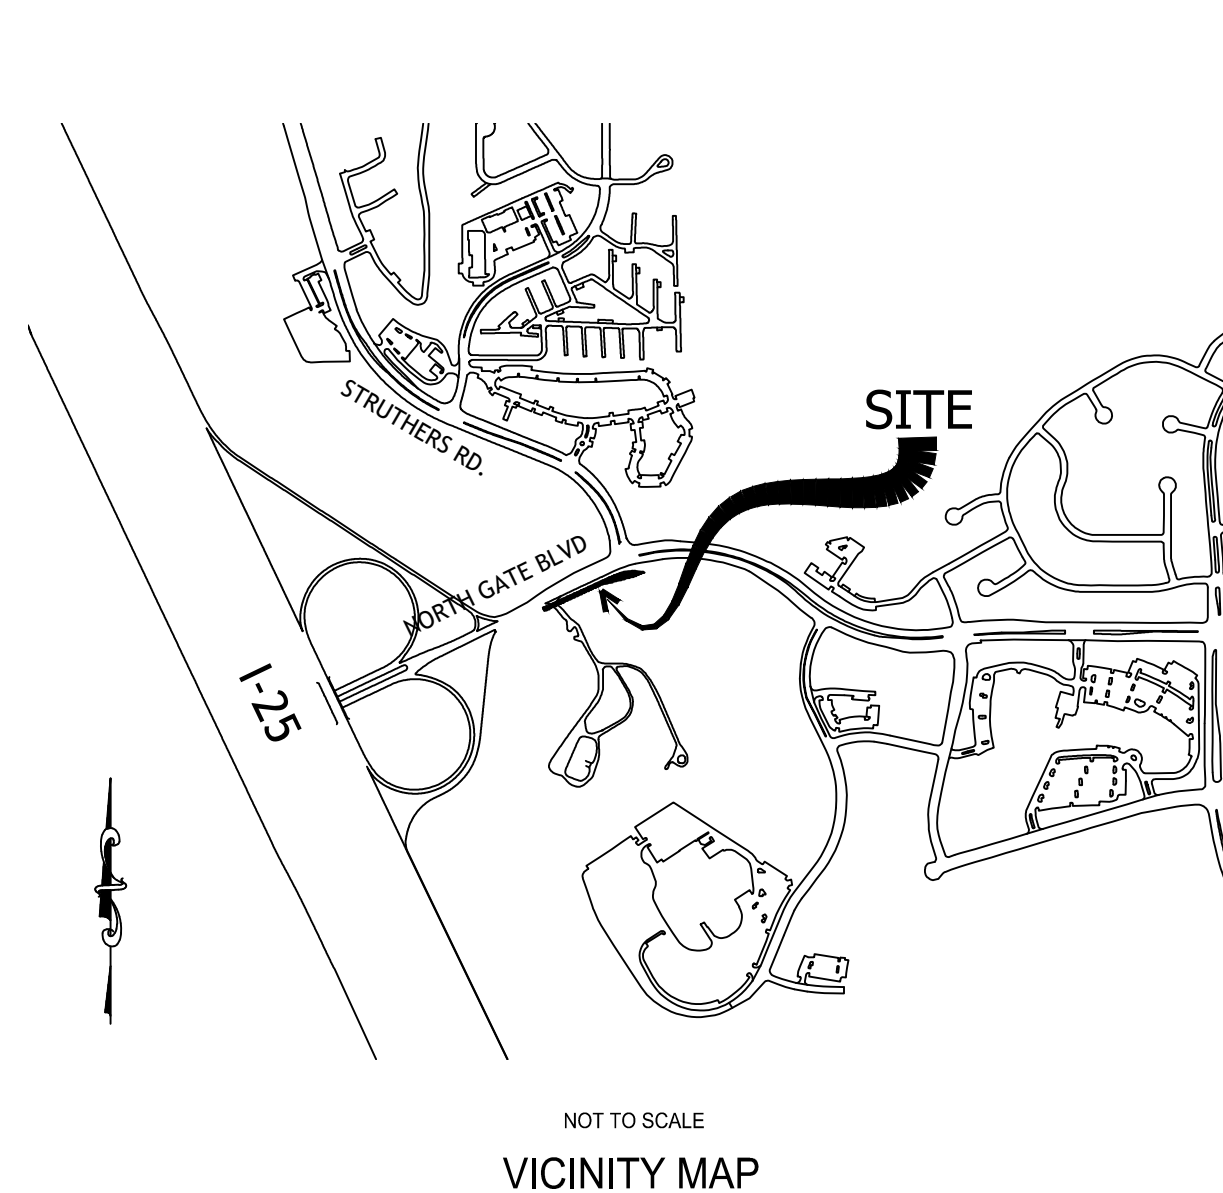 SITE
STRUTHERS RD.
NORTH GATE BLVD
I-25
NOT TO SCALE
VICINITY MAP